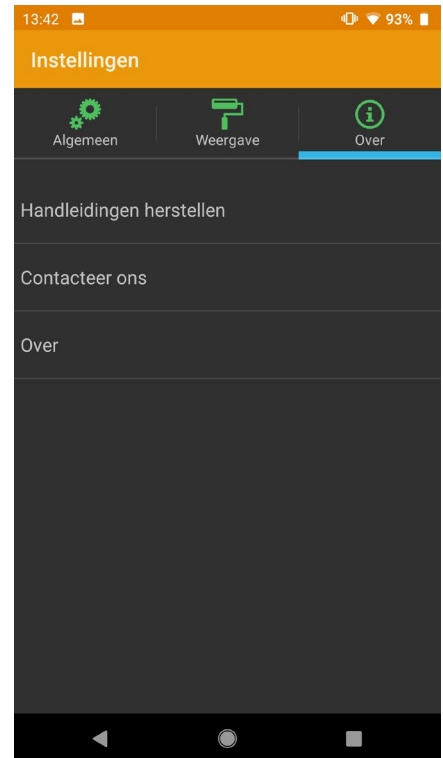 13:42
93%
Instellingen
Algemeen
Weergave
Over
Handleidingen herstellen
Contacteer ons
Over